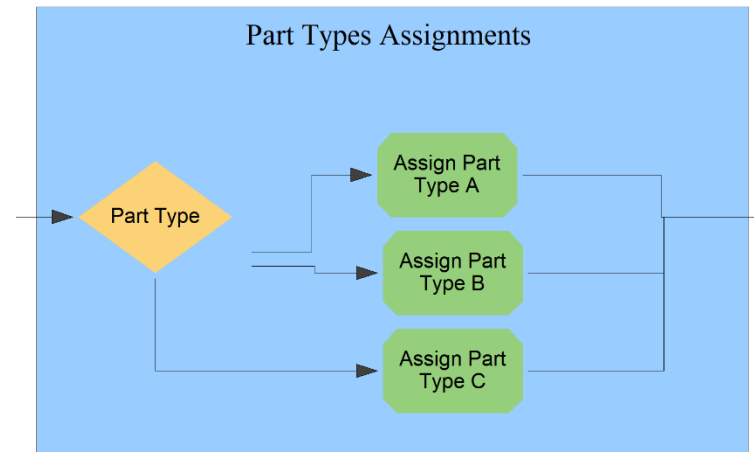 Part Types Assignments
Part Type
Assign Part
Type A
Assign Part
Type B
Assign Part
Type C